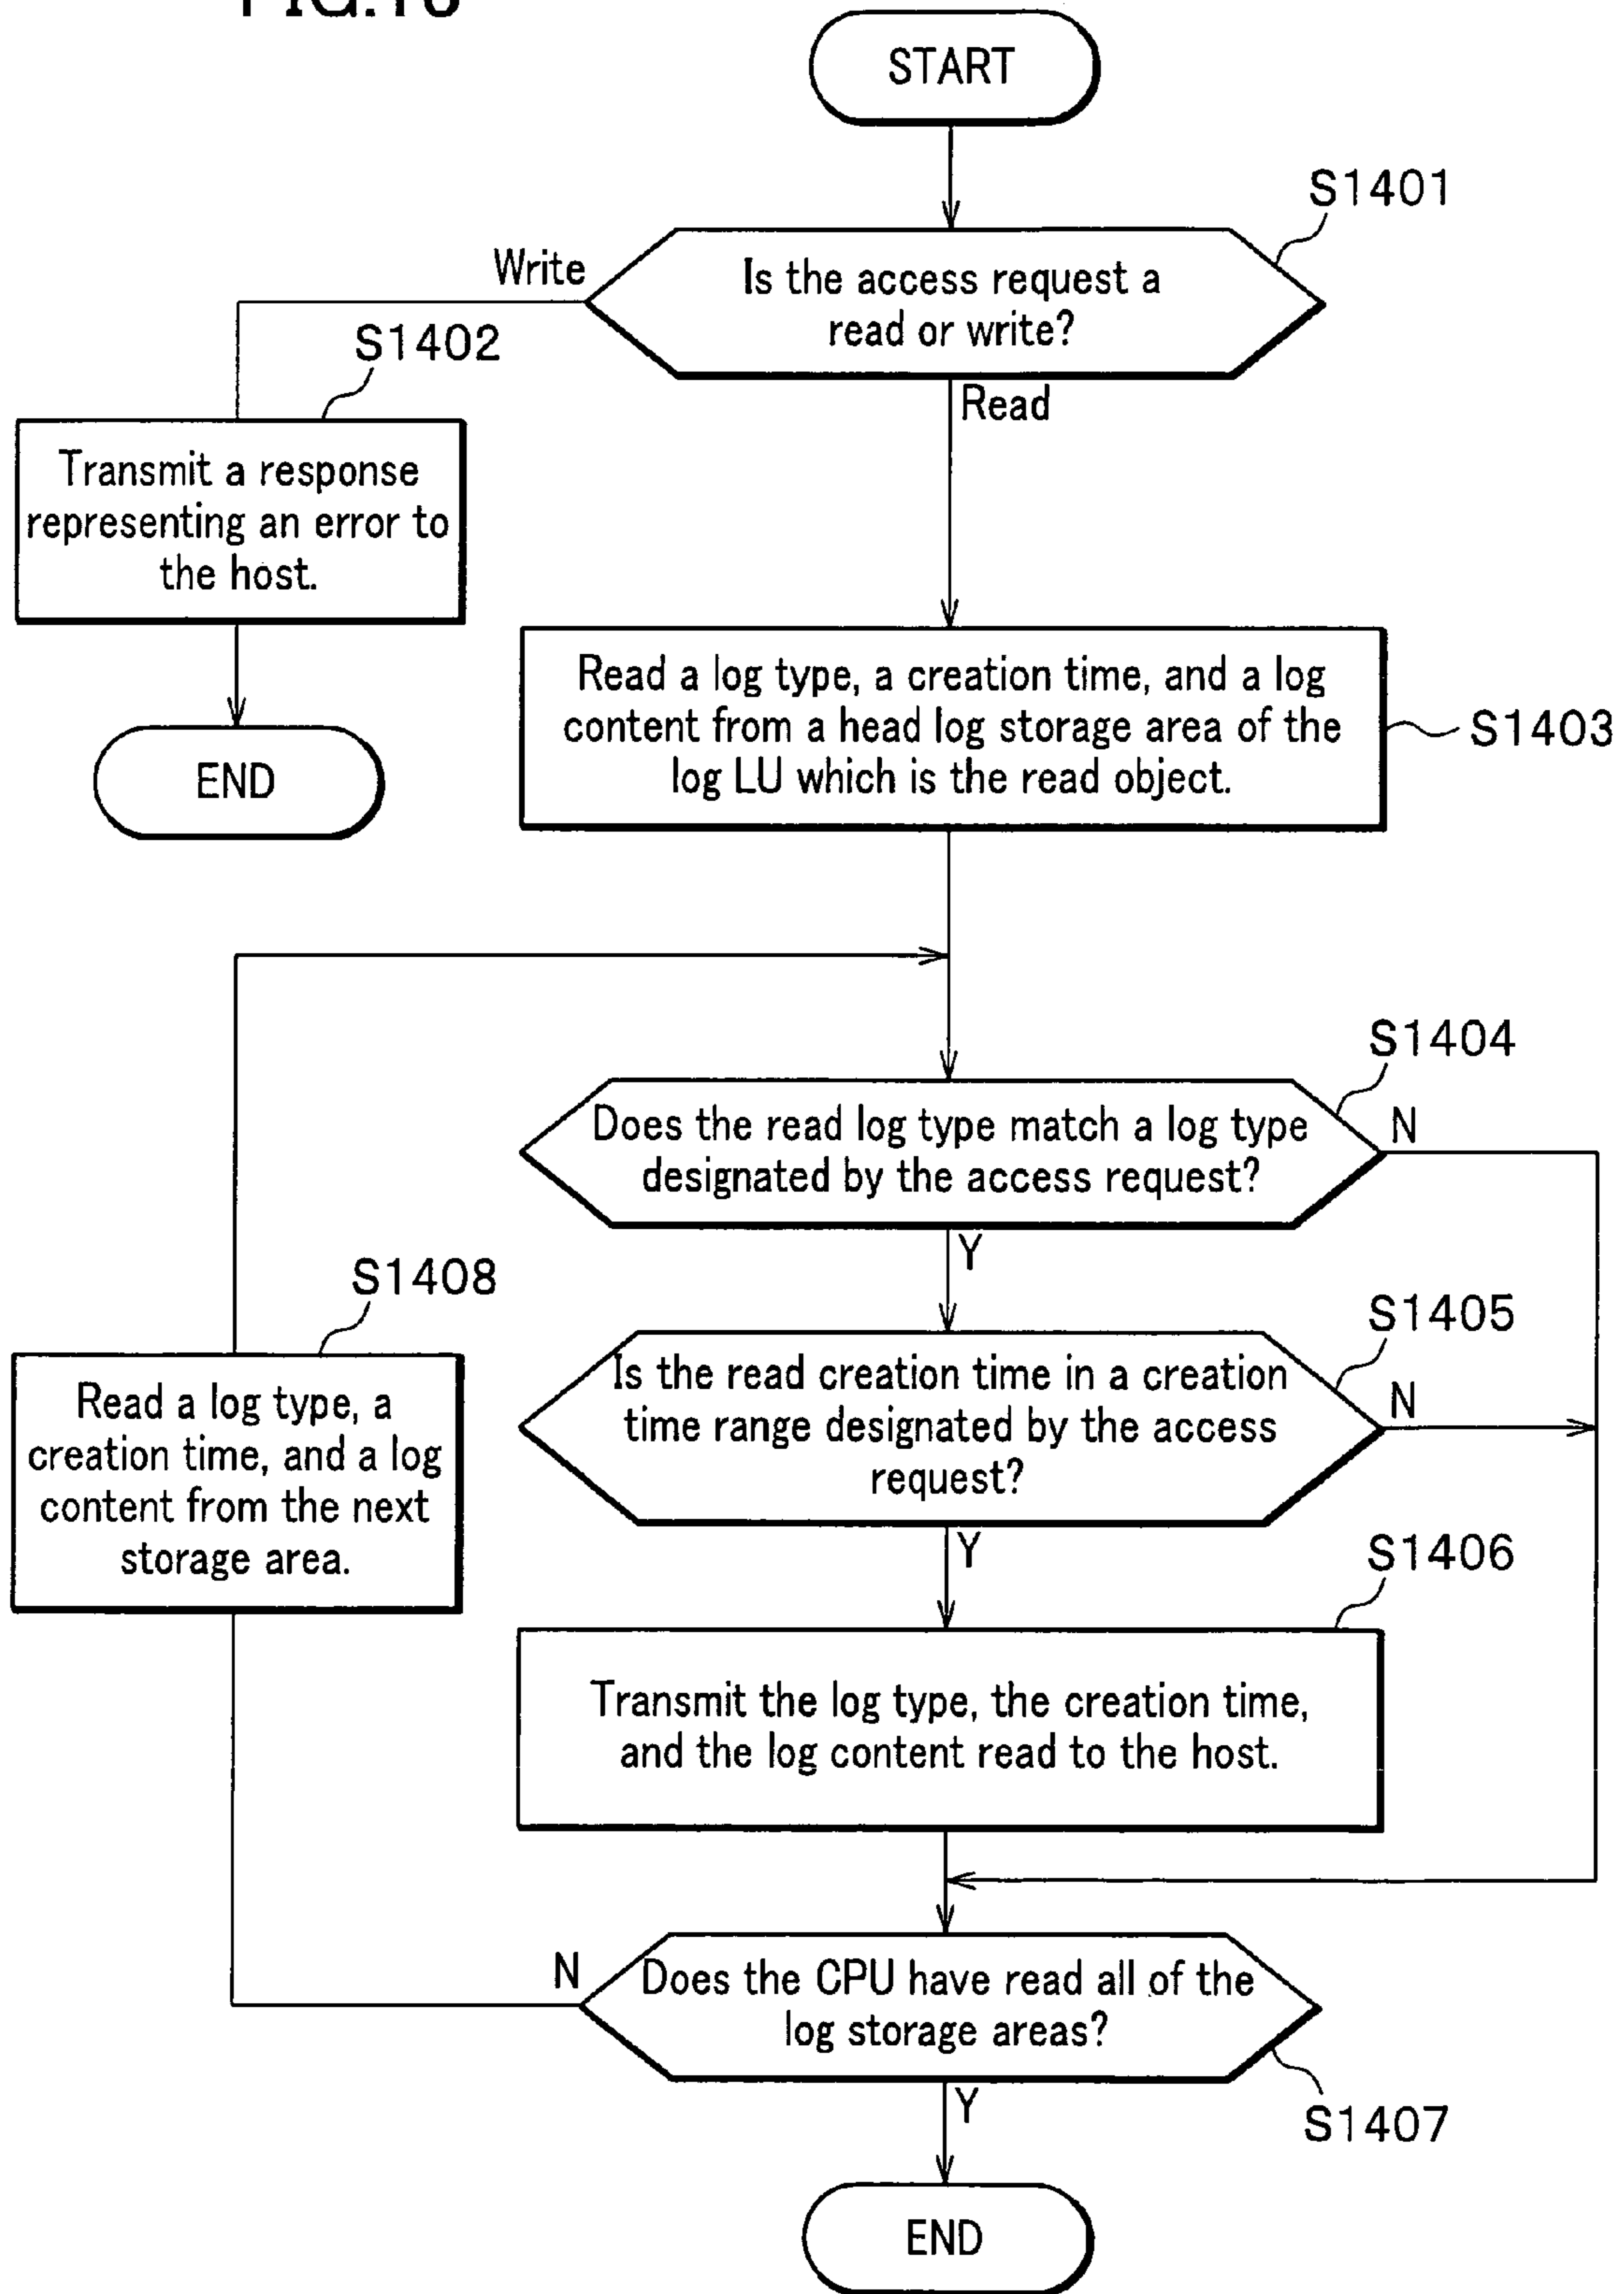 START
S1401
Write
Is the access request a
read or write?
S1402
Read
Transmit a response
representing an error to
the host.
END
Read a log type, a creation time, and a log
content from a head log storage area of the
log LU which is the read object.
S1403
S1404
Does the read log type match a log type
designated by the access request?
N
Y
S1408
S1405
Read a log type, a
creation time, and a log
content from the next
storage area.
Is the read creation time in a creation
time range designated by the access
request?
N
Y
S1406
Transmit the log type, the creation time,
and the log content read to the host.
N
Does the CPU have read all of the
log storage areas?
Y
S1407
END